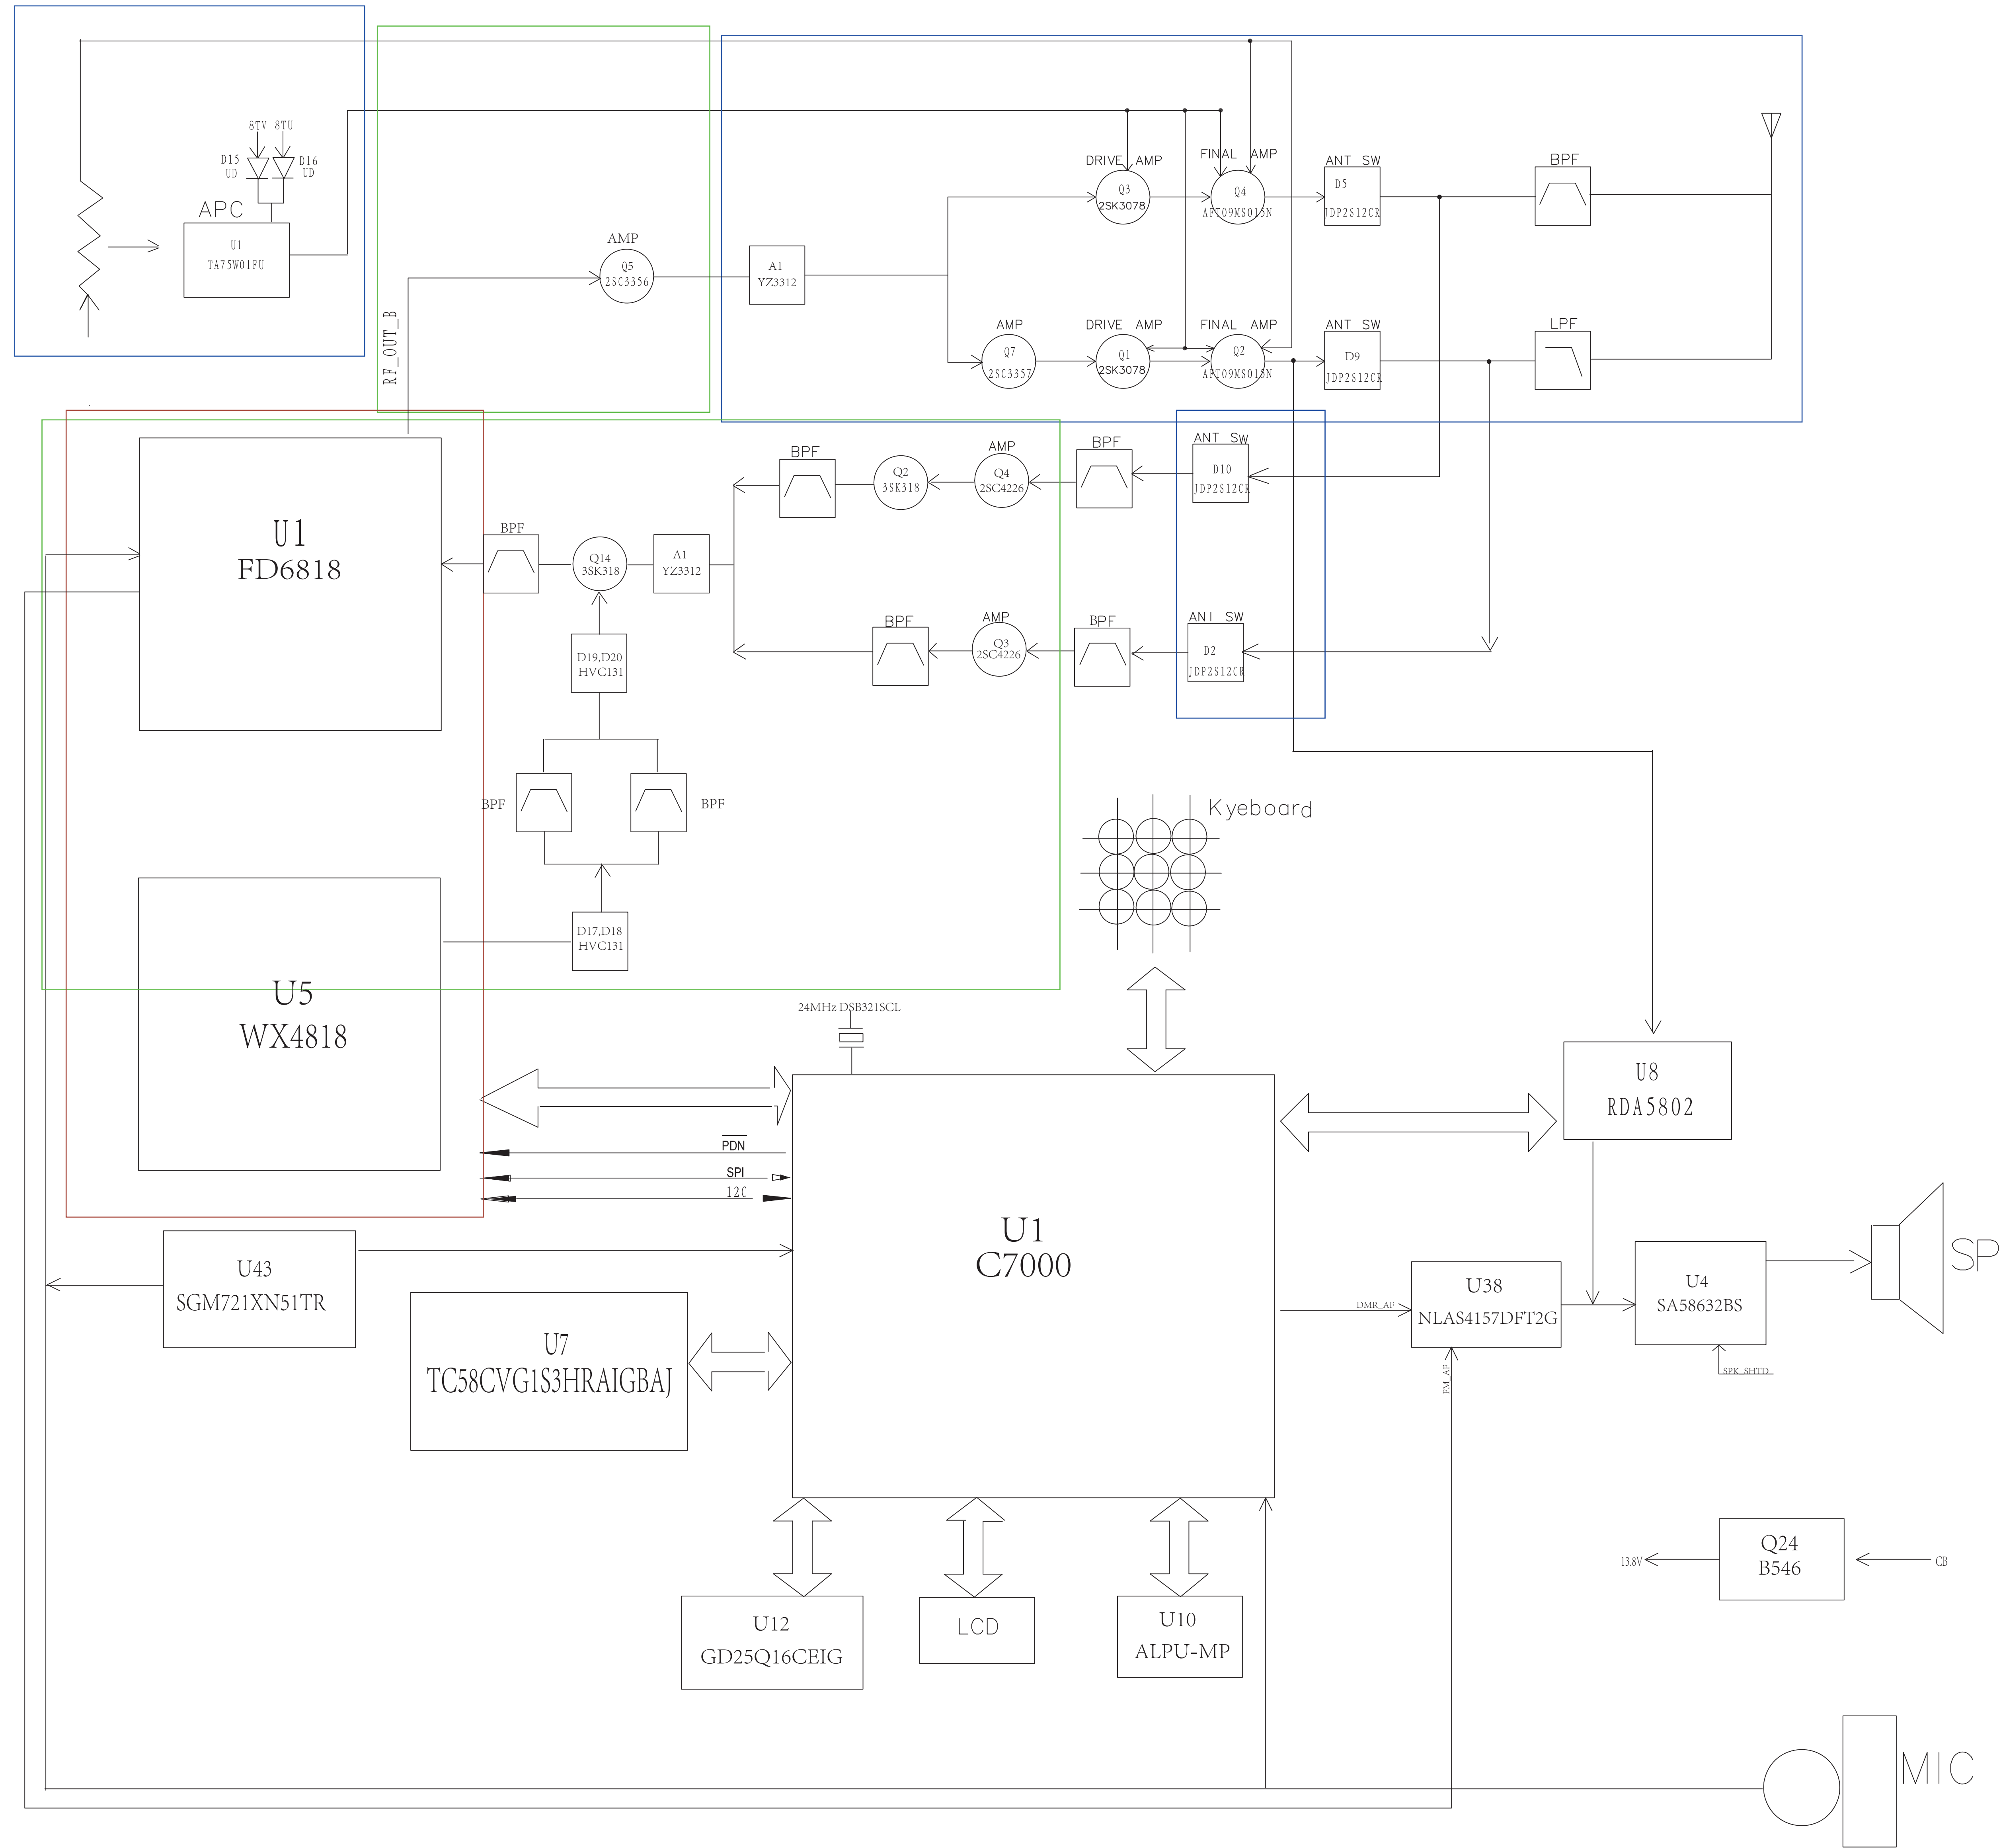 8TV 8TU
D15
UD
D16
UD
APC
U1
TA75W01FU
RF_OUT_B
AMP
Q5
2SC3356
A1
YZ3312
DRIVE AMP
Q3
2SK3078
FINAL AMP
Q4
AFT09MS015N
ANT SW
D5
JDP2S12CR
BPF
AMP
Q7
2SC3357
DRIVE AMP
Q1
2SK3078
FINAL AMP
Q2
AFT09MS015N
ANT SW
D9
JDP2S12CR
LPF
U1
FD6818
BPF
Q14
3SK318
A1
YZ3312
BPF
Q2
3SK318
AMP
Q4
2SC4226
BPF
ANT SW
D10
JDP2S12CR
D19,D20
HVC131
BPF
AMP
Q3
2SC4226
BPF
ANI SW
D2
JDP2S12CR
BPF
BPF
D17,D18
HVC131
Kyeboard
U5
WX4818
24MHz DSB321SCL
PDN
SPI
12C
U1
C7000
U8
RDA5802
U43
SGM721XN51TR
U7
TC58CVG1S3HRAIGBAJ
DMR_AF
U38
NLAS4157DFT2G
FM_AF
U4
SA58632BS
SPK_SHTD
SP
U12
GD25Q16CEIG
LCD
U10
ALPU-MP
13.8V
Q24
B546
CB
MIC